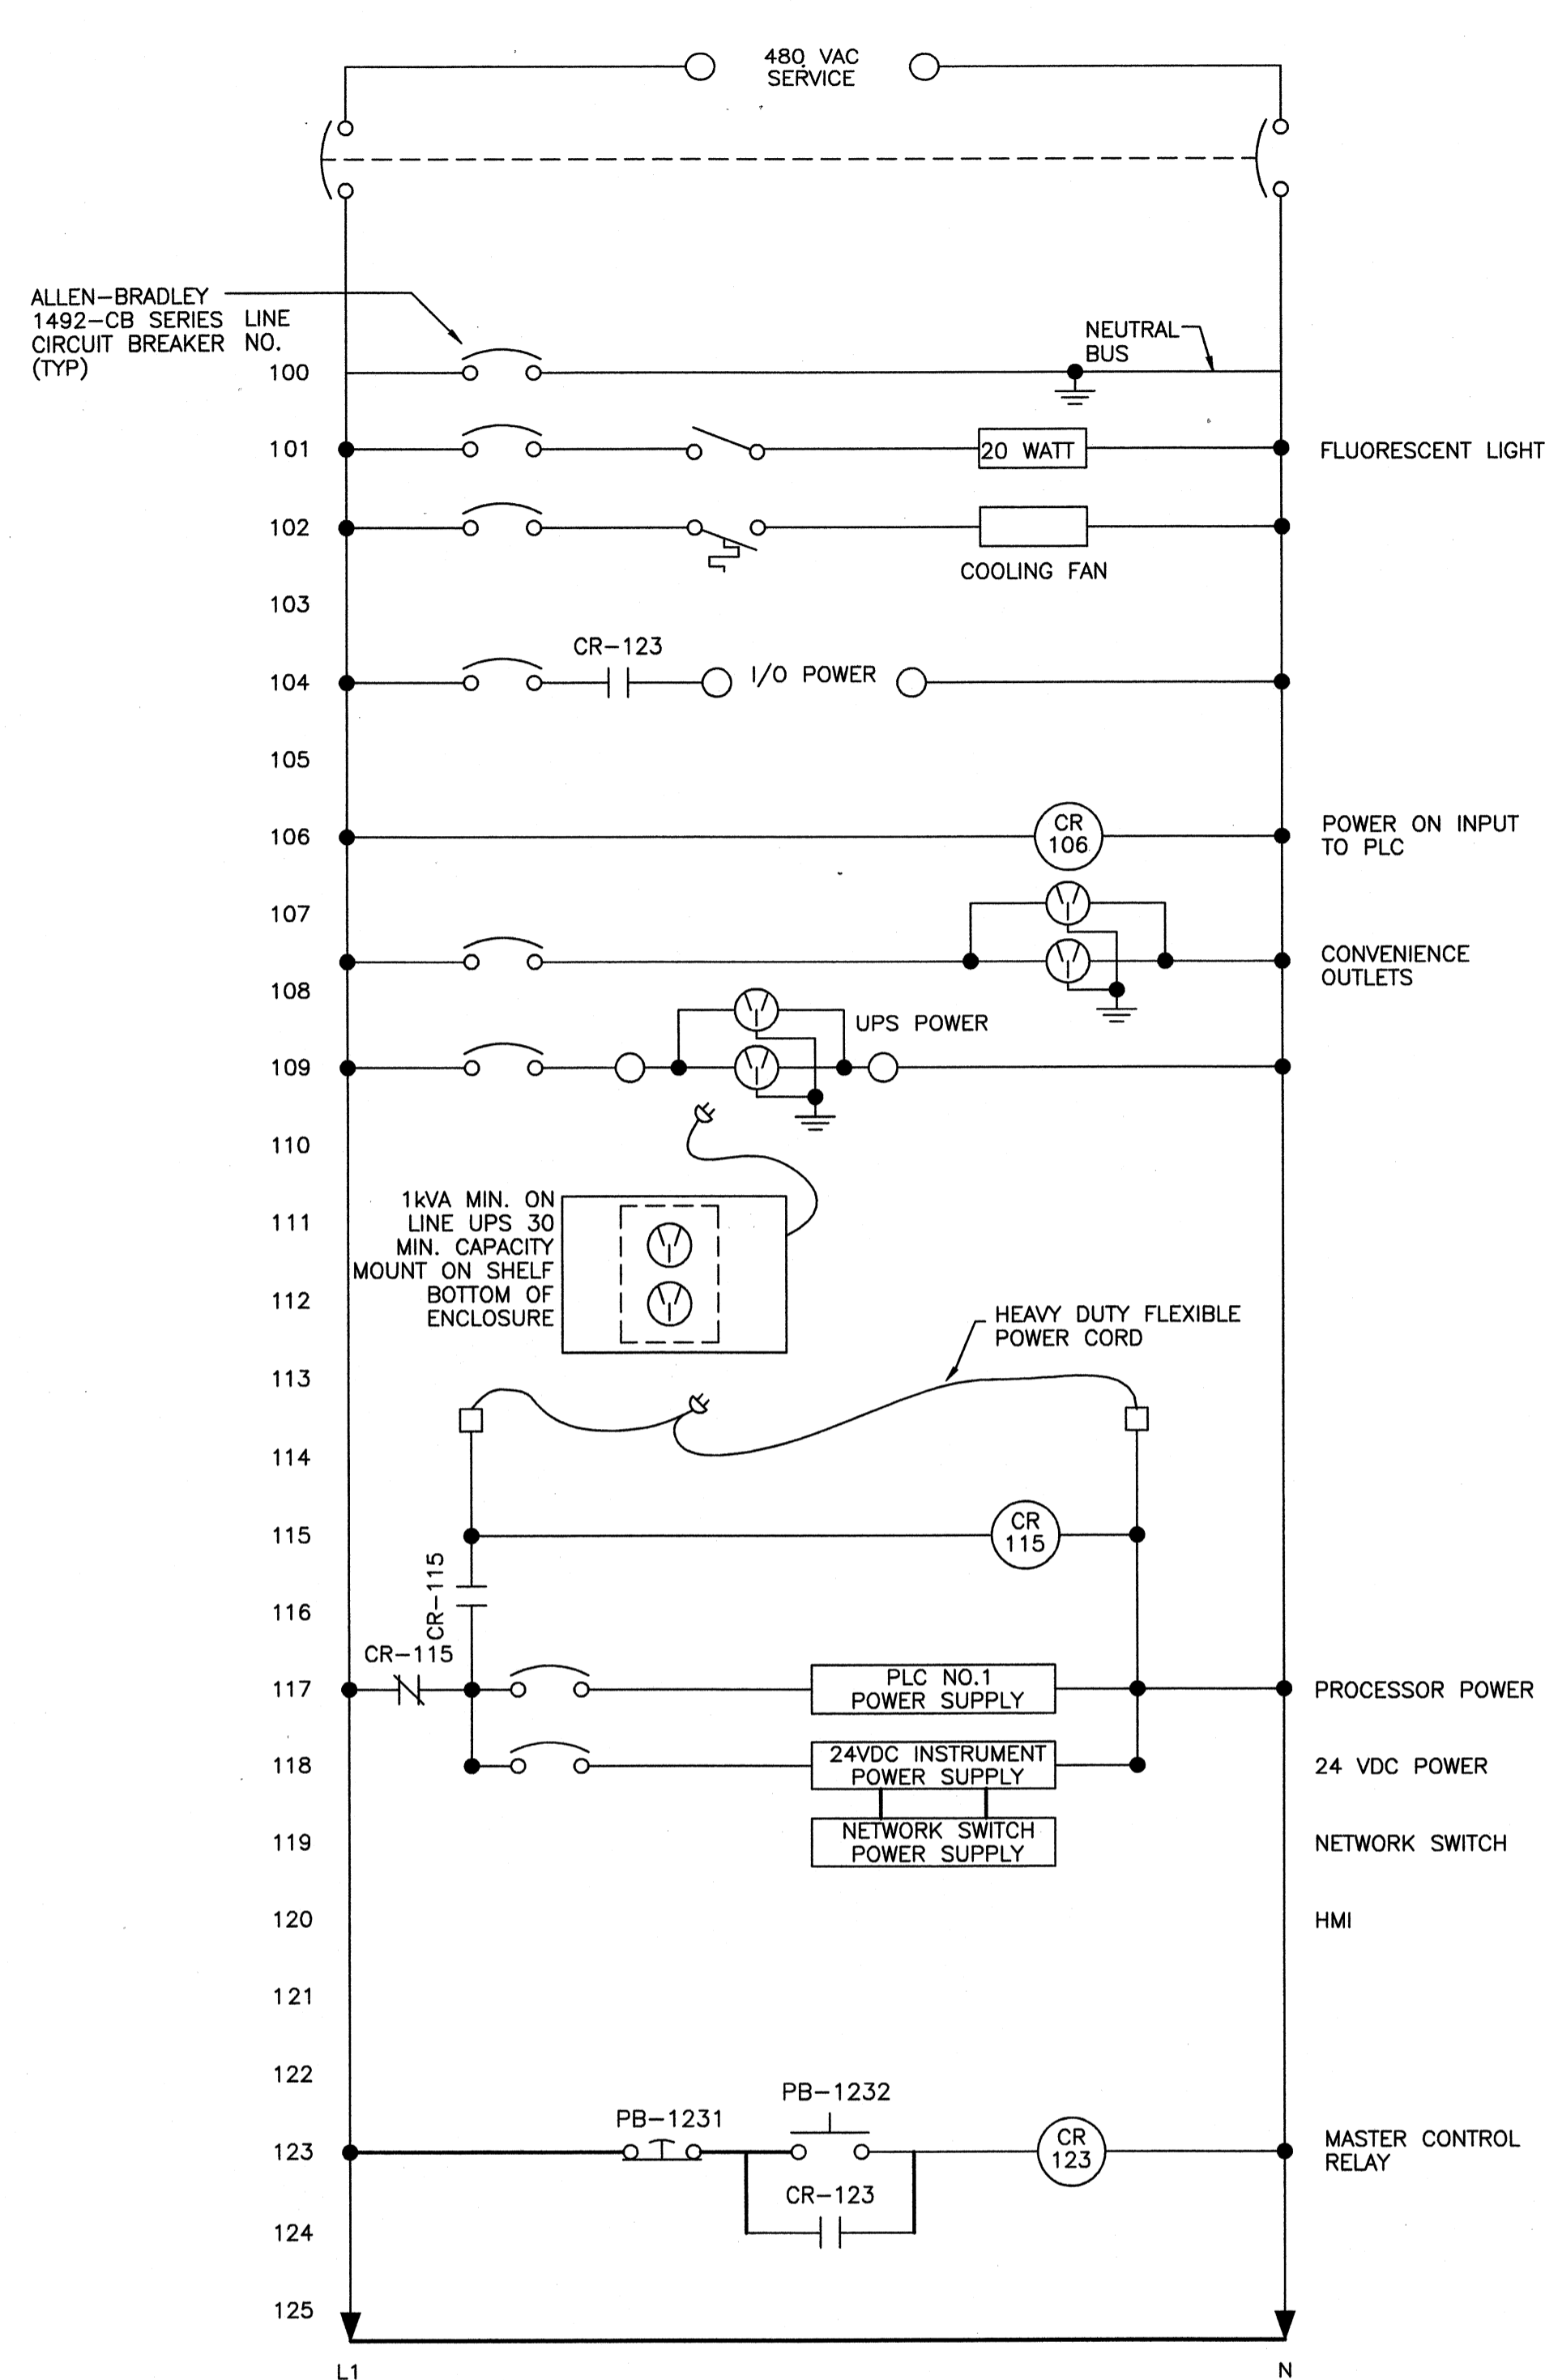 480 VAC
SERVICE
ALLEN-BRADLEY
1492-CB SERIES
CIRCUIT BREAKER
(TYP)
LINE
NO.
NEUTRAL
BUS
100
101
20 WATT
FLUORESCENT LIGHT
102
COOLING FAN
103
CR-123
104
I/O POWER
105
106
CR
106
POWER ON INPUT
TO PLC
107
CONVENIENCE
OUTLETS
108
UPS POWER
109
110
1kVA MIN. ON
LINE UPS 30
MIN. CAPACITY
MOUNT ON SHELF
BOTTOM OF
ENCLOSURE
111
112
HEAVY DUTY FLEXIBLE
POWER CORD
113
114
115
CR
115
CR-115
116
CR-115
117
PLC NO.1
POWER SUPPLY
PROCESSOR POWER
118
24VDC INSTRUMENT
POWER SUPPLY
24 VDC POWER
119
NETWORK SWITCH
POWER SUPPLY
NETWORK SWITCH
120
HMI
121
122
PB-1232
PB-1231
123
CR
123
MASTER CONTROL
RELAY
CR-123
124
125
L1
N